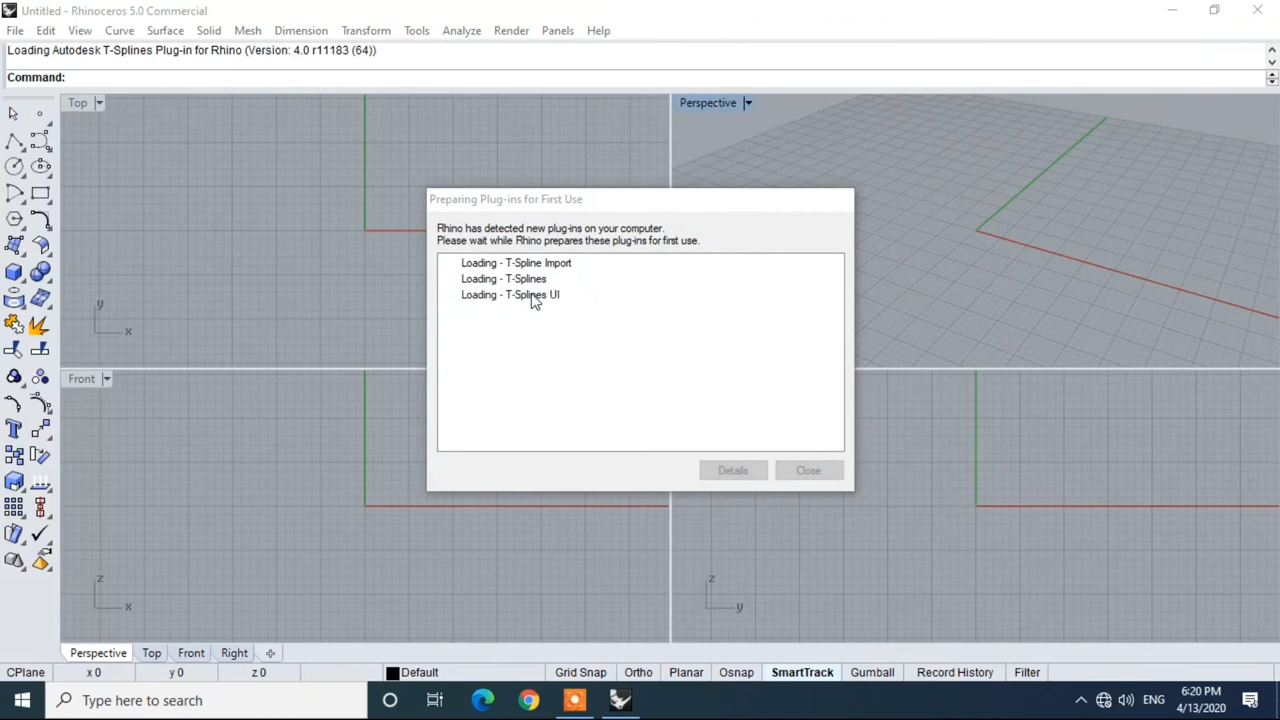 Untitled - Rhinoceros 5.0 Commercial
File Edit View Curve Surface Solid Mesh Dimension Transform Tools Analyze Render Panels Help
Loading Autodesk T-Splines Plug-in for Rhino (Version: 4.0 r11183 (64))
Command:
Top
Perspective
Preparing Plug-ins for First Use
Rhino has detected new plug-ins on your computer.
Please wait while Rhino prepares these plug-ins for first use.
Loading - T-Spline Import
Loading - T-Splines
Loading - T-Splines UI
y
x
Details Close
Front
z
x
z
y
Perspective Top Front Right
CPlane x 0 y 0 z 0 Default Grid Snap Ortho Planar Osnap SmartTrack Gumball Record History Filter
Type here to search
ENG
6:20 PM
4/13/2020